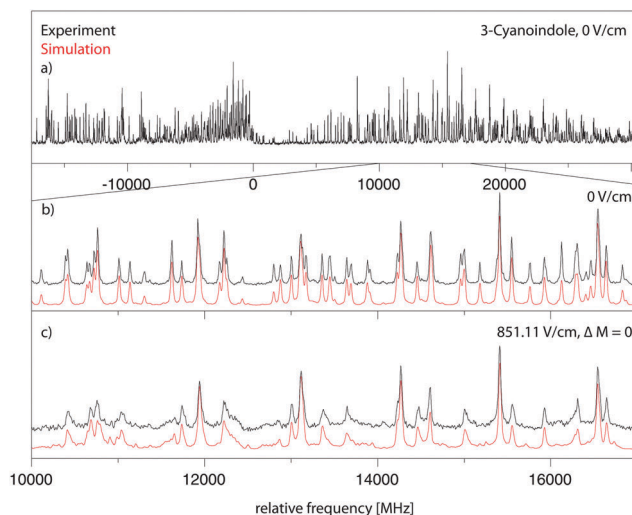 Experiment 3-Cyanoindole, 0 V/cm
Simulation
a)
-10000 0 10000 20000
b) 0 V/cm
c) 851.11 V/cm, Δ M = 0
10000 12000 14000 16000
relative frequency [MHz]